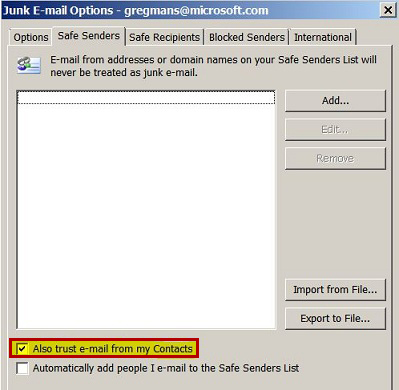 Junk E-mail Options - gregmans@microsoft.com
Options
Safe Senders
Safe Recipients
Blocked Senders
International
E-mail from addresses or domain names on your Safe Senders List will
never be treated as junk e-mail.
Add...
Edit...
Remove
Import from File...
Export to File...
Also trust e-mail from my Contacts
Automatically add people I e-mail to the Safe Senders List